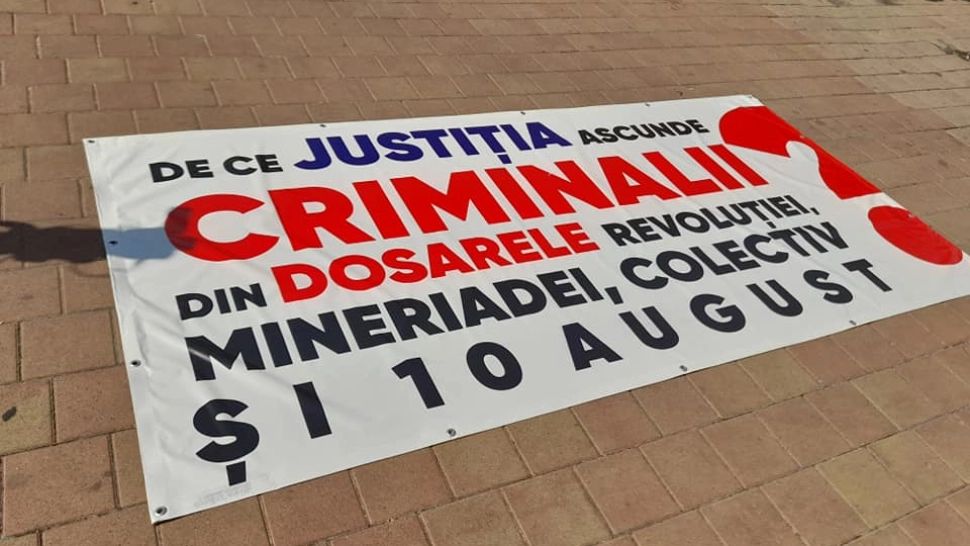 DE CE JUSTIȚIA ASCUNDE
CRIMINALII ?
DIN DOSARELE REVOLUȚIEI,
MINERIADEI, COLECTIV
ȘI 10 AUGUST